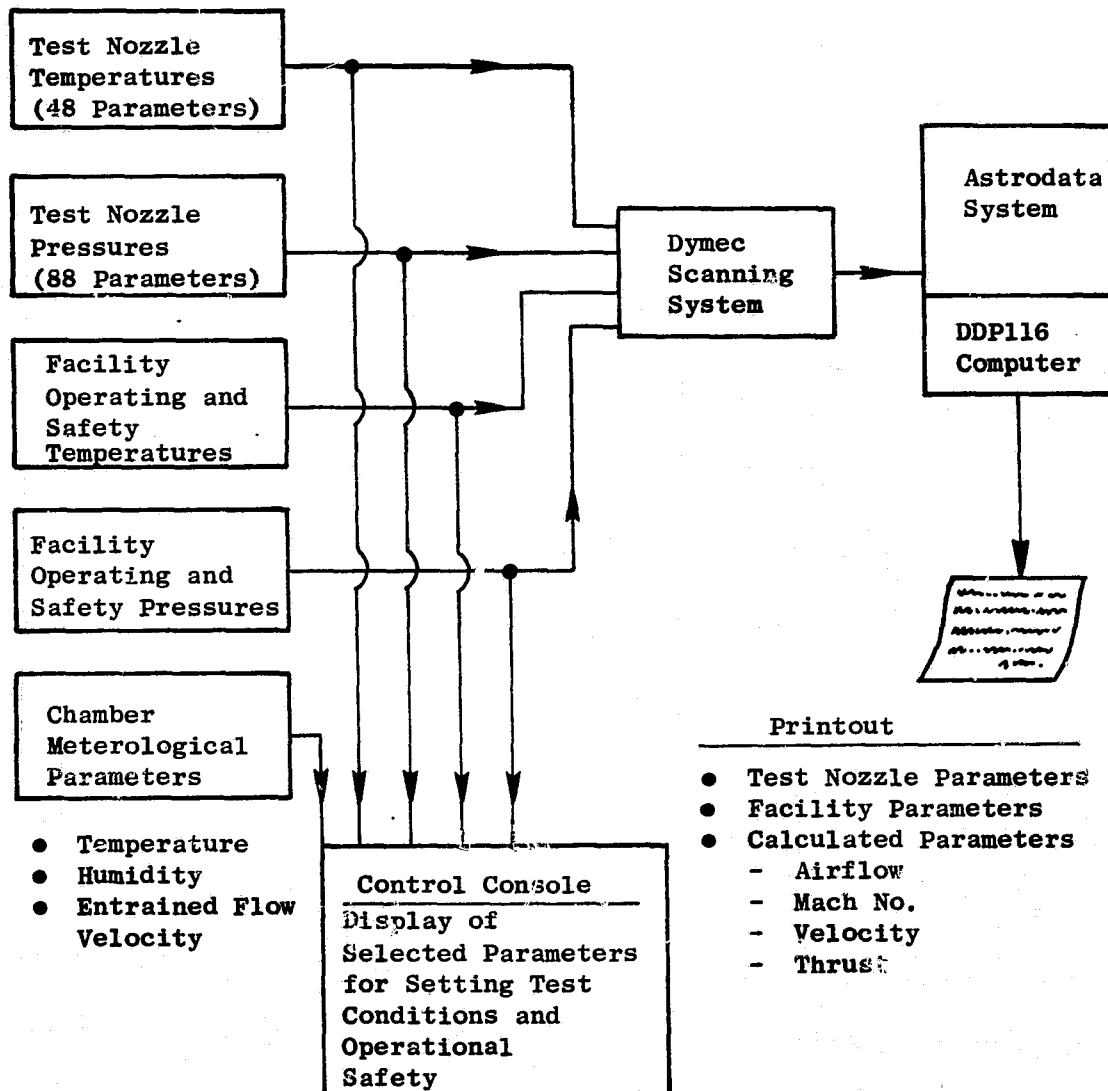 Test Nozzle
Temperatures
(48 Parameters)
Test Nozzle
Pressures
(88 Parameters)
Facility
Operating and
Safety
Temperatures
Facility
Operating and
Safety Pressures
Chamber
Meterological
Parameters
● Temperature
● Humidity
● Entrained Flow
Velocity
Dymec
Scanning
System
Astrodata
System
DDP116
Computer
Control Console
Display of
Selected Parameters
for Setting Test
Conditions and
Operational
Safety
Printout
● Test Nozzle Parameters
● Facility Parameters
● Calculated Parameters
- Airflow
- Mach No.
- Velocity
- Thrust